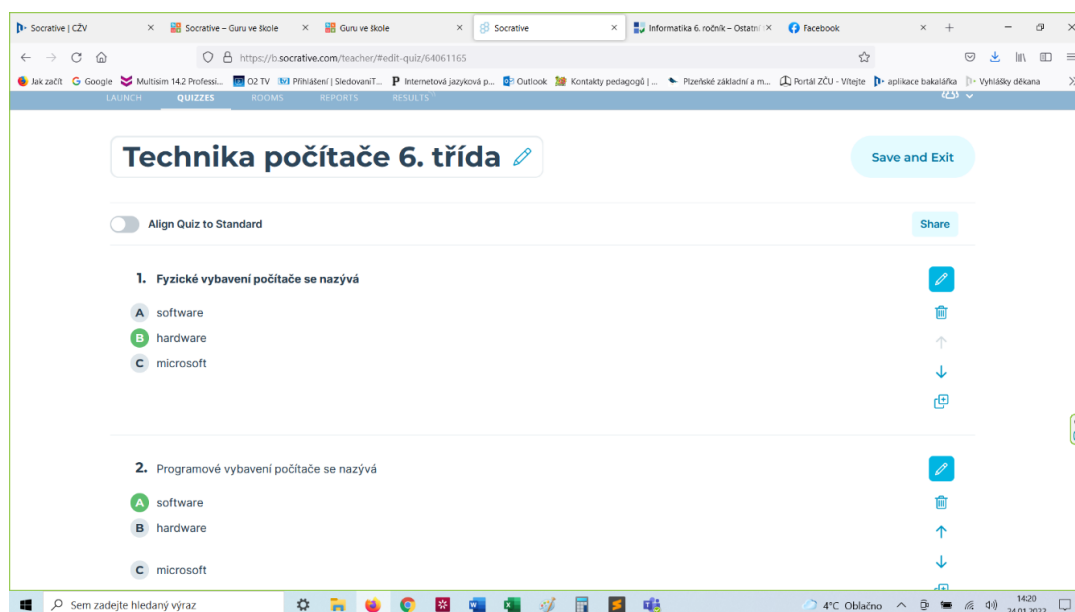 Socrative | CŽV
Socrative – Guru ve škole
Guru ve škole
Socrative
Informatika 6. ročník – Ostatní
Facebook
https://b.socrative.com/teacher/#edit-quiz/64061165
Jak začít
Google
Multisim 14.2 Professi...
O2 TV
Přihlášení | SledovaniT...
Internetová jazyková p...
Outlook
Kontakty pedagogů | ...
Plzeňské základní a m...
Portál ZČU - Vítejte
aplikace bakalářka
Vyhlášky děkana
LAUNCH QUIZZES ROOMS REPORTS RESULTS
Technika počítače 6. třída
Save and Exit
Align Quiz to Standard
Share
1. Fyzické vybavení počítače se nazývá
A software
B hardware
C microsoft
2. Programové vybavení počítače se nazývá
A software
B hardware
C microsoft
Sem zadejte hledaný výraz
4°C Oblačno
14:20
24.01.2022